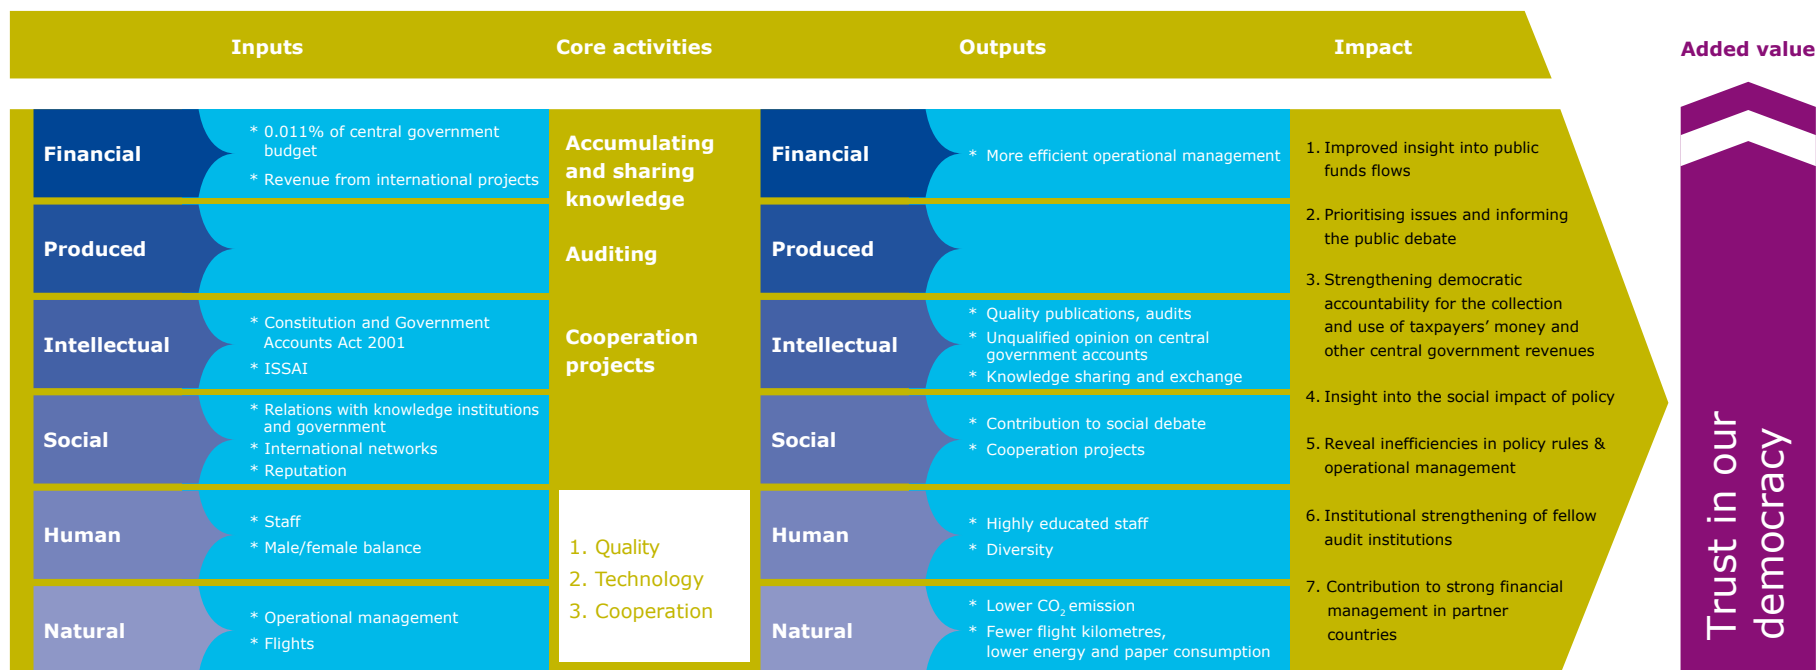 Inputs
Core activities
Outputs
Impact
Added value
Financial
* 0.011% of central government
budget
* Revenue from international projects
Produced
Intellectual
* Constitution and Government
Accounts Act 2001
* ISSAI
Social
* Relations with knowledge institutions
and government
* International networks
* Reputation
Human
* Staff
* Male/female balance
Natural
* Operational management
* Flights
Accumulating
and sharing
knowledge
Auditing
Cooperation
projects
1. Quality
2. Technology
3. Cooperation
Financial
* More efficient operational management
Produced
Intellectual
* Quality publications, audits
* Unqualified opinion on central
government accounts
* Knowledge sharing and exchange
Social
* Contribution to social debate
* Cooperation projects
Human
* Highly educated staff
* Diversity
Natural
* Lower CO₂ emission
* Fewer flight kilometres,
lower energy and paper consumption
1. Improved insight into public
funds flows
2. Prioritising issues and informing
the public debate
3. Strengthening democratic
accountability for the collection
and use of taxpayers’ money and
other central government revenues
4. Insight into the social impact of policy
5. Reveal inefficiencies in policy rules &
operational management
6. Institutional strengthening of fellow
audit institutions
7. Contribution to strong financial
management in partner
countries
Trust in our
democracy